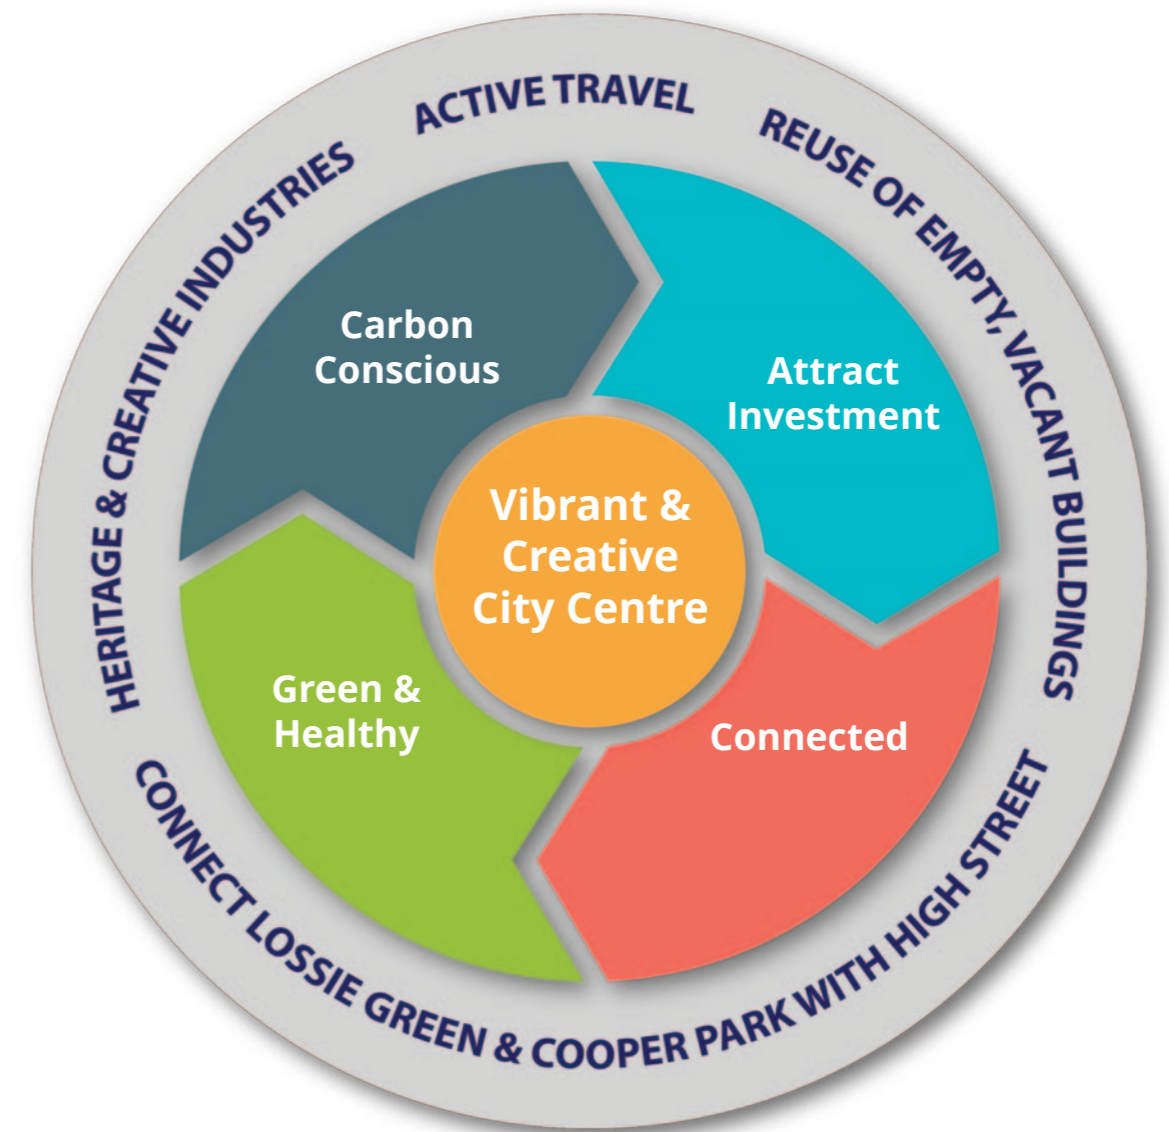 ACTIVE TRAVEL
REUSE OF EMPTY, VACANT BUILDINGS
HERITAGE & CREATIVE INDUSTRIES
Carbon
Conscious
Attract
Investment
Vibrant &
Creative
City Centre
Green &
Healthy
Connected
CONNECT LOSSIE GREEN & COOPER PARK WITH HIGH STREET